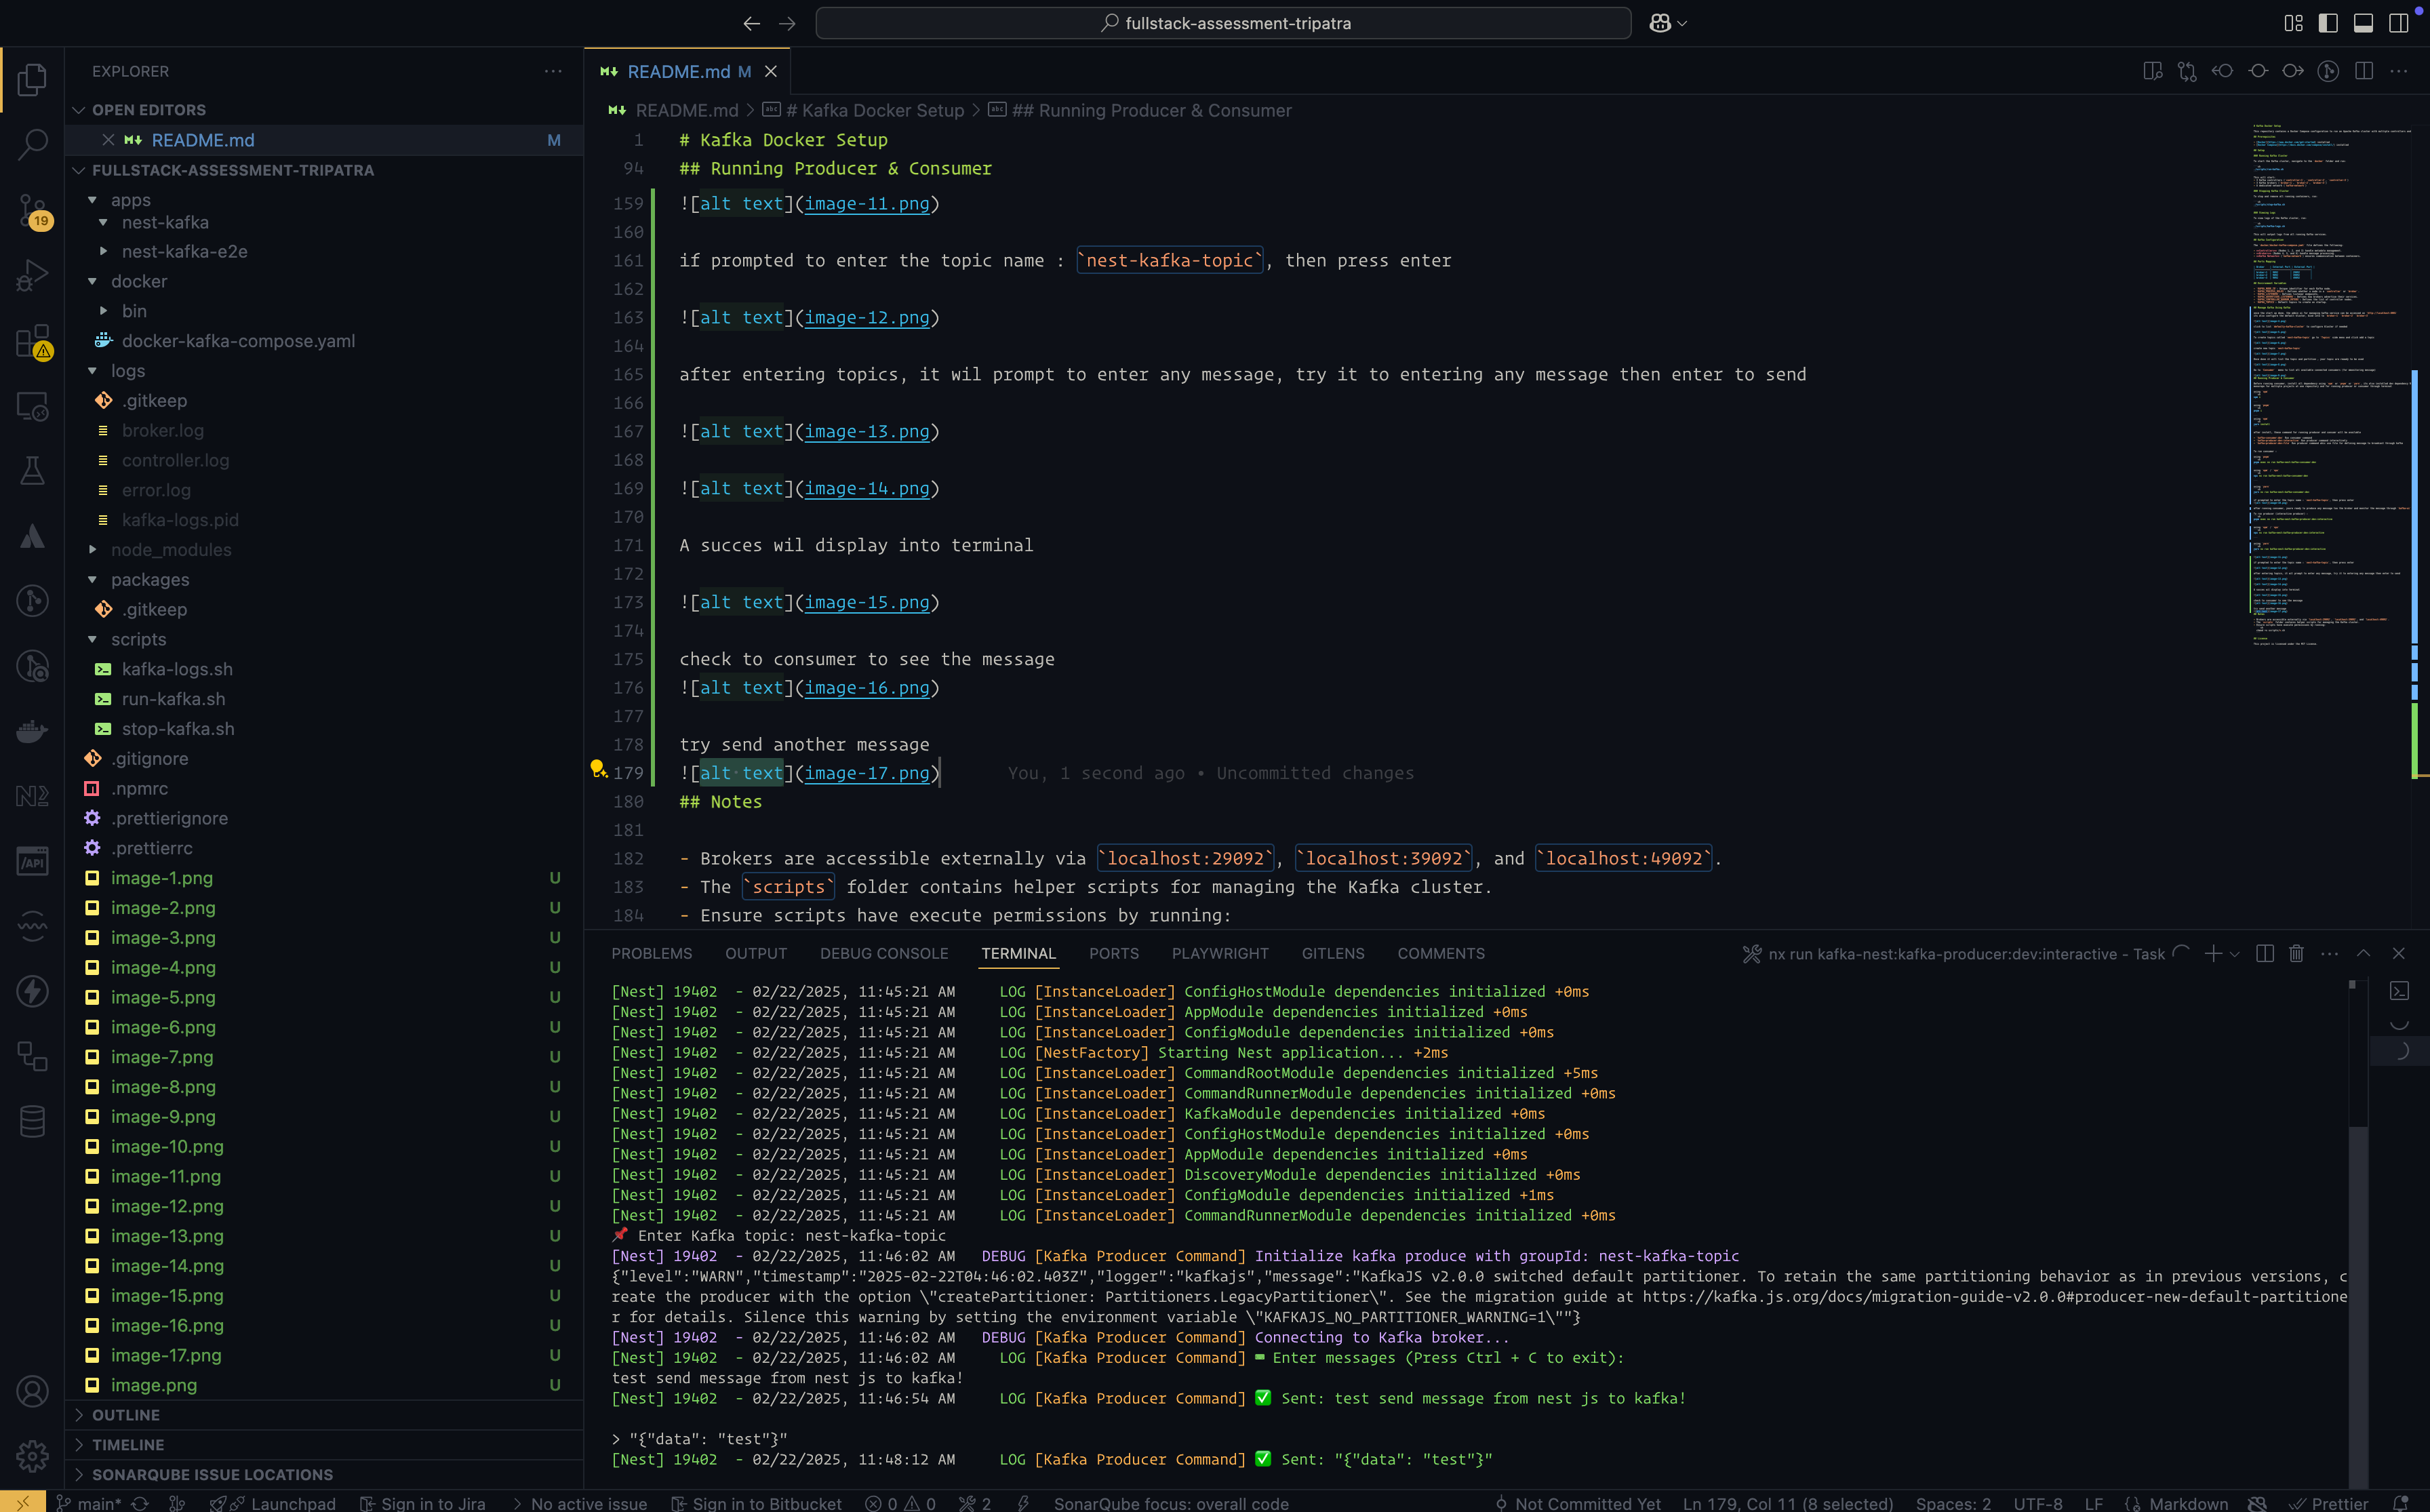 fullstack-assessment-tripatra
EXPLORER
OPEN EDITORS
README.md M
FULLSTACK-ASSESSMENT-TRIPATRA
apps
nest-kafka
nest-kafka-e2e
docker
bin
docker-kafka-compose.yaml
logs
.gitkeep
broker.log
controller.log
error.log
kafka-logs.pid
node_modules
packages
.gitkeep
scripts
kafka-logs.sh
run-kafka.sh
stop-kafka.sh
.gitignore
.npmrc
.prettierignore
.prettierrc
image-1.png U
image-2.png U
image-3.png U
image-4.png U
image-5.png U
image-6.png U
image-7.png U
image-8.png U
image-9.png U
image-10.png U
image-11.png U
image-12.png U
image-13.png U
image-14.png U
image-15.png U
image-16.png U
image-17.png U
image.png U
OUTLINE
TIMELINE
SONARQUBE ISSUE LOCATIONS
19
README.md M
README.md > # Kafka Docker Setup > ## Running Producer & Consumer
1 # Kafka Docker Setup
94 ## Running Producer & Consumer
159 ![alt text](image-11.png)
160
161 if prompted to enter the topic name : `nest-kafka-topic`, then press enter
162
163 ![alt text](image-12.png)
164
165 after entering topics, it wil prompt to enter any message, try it to entering any message then enter to send
166
167 ![alt text](image-13.png)
168
169 ![alt text](image-14.png)
170
171 A succes wil display into terminal
172
173 ![alt text](image-15.png)
174
175 check to consumer to see the message
176 ![alt text](image-16.png)
177
178 try send another message
179 ![alt text](image-17.png) You, 1 second ago • Uncommitted changes
180 ## Notes
181
182 - Brokers are accessible externally via `localhost:29092`, `localhost:39092`, and `localhost:49092`.
183 - The `scripts` folder contains helper scripts for managing the Kafka cluster.
184 - Ensure scripts have execute permissions by running:
PROBLEMS OUTPUT DEBUG CONSOLE TERMINAL PORTS PLAYWRIGHT GITLENS COMMENTS
nx run kafka-nest:kafka-producer:dev:interactive - Task
[Nest] 19402 - 02/22/2025, 11:45:21 AM LOG [InstanceLoader] ConfigHostModule dependencies initialized +0ms
[Nest] 19402 - 02/22/2025, 11:45:21 AM LOG [InstanceLoader] AppModule dependencies initialized +0ms
[Nest] 19402 - 02/22/2025, 11:45:21 AM LOG [InstanceLoader] ConfigModule dependencies initialized +0ms
[Nest] 19402 - 02/22/2025, 11:45:21 AM LOG [NestFactory] Starting Nest application... +2ms
[Nest] 19402 - 02/22/2025, 11:45:21 AM LOG [InstanceLoader] CommandRootModule dependencies initialized +5ms
[Nest] 19402 - 02/22/2025, 11:45:21 AM LOG [InstanceLoader] CommandRunnerModule dependencies initialized +0ms
[Nest] 19402 - 02/22/2025, 11:45:21 AM LOG [InstanceLoader] KafkaModule dependencies initialized +0ms
[Nest] 19402 - 02/22/2025, 11:45:21 AM LOG [InstanceLoader] ConfigHostModule dependencies initialized +0ms
[Nest] 19402 - 02/22/2025, 11:45:21 AM LOG [InstanceLoader] AppModule dependencies initialized +0ms
[Nest] 19402 - 02/22/2025, 11:45:21 AM LOG [InstanceLoader] DiscoveryModule dependencies initialized +0ms
[Nest] 19402 - 02/22/2025, 11:45:21 AM LOG [InstanceLoader] ConfigModule dependencies initialized +1ms
[Nest] 19402 - 02/22/2025, 11:45:21 AM LOG [InstanceLoader] CommandRunnerModule dependencies initialized +0ms
📌 Enter Kafka topic: nest-kafka-topic
[Nest] 19402 - 02/22/2025, 11:46:02 AM DEBUG [Kafka Producer Command] Initialize kafka produce with groupId: nest-kafka-topic
{"level":"WARN","timestamp":"2025-02-22T04:46:02.403Z","logger":"kafkajs","message":"KafkaJS v2.0.0 switched default partitioner. To retain the same partitioning behavior as in previous versions, c
reate the producer with the option \"createPartitioner: Partitioners.LegacyPartitioner\". See the migration guide at https://kafka.js.org/docs/migration-guide-v2.0.0#producer-new-default-partitione
r for details. Silence this warning by setting the environment variable \"KAFKAJS_NO_PARTITIONER_WARNING=1\""}
[Nest] 19402 - 02/22/2025, 11:46:02 AM DEBUG [Kafka Producer Command] Connecting to Kafka broker...
[Nest] 19402 - 02/22/2025, 11:46:02 AM LOG [Kafka Producer Command] Enter messages (Press Ctrl + C to exit):
test send message from nest js to kafka!
[Nest] 19402 - 02/22/2025, 11:46:54 AM LOG [Kafka Producer Command] ✅ Sent: test send message from nest js to kafka!
> "{"data": "test"}"
[Nest] 19402 - 02/22/2025, 11:48:12 AM LOG [Kafka Producer Command] ✅ Sent: "{"data": "test"}"
main* Launchpad Sign in to Jira No active issue Sign in to Bitbucket 0 0 2 SonarQube focus: overall code Not Committed Yet Ln 179, Col 11 (8 selected) Spaces: 2 UTF-8 LF Markdown Prettier